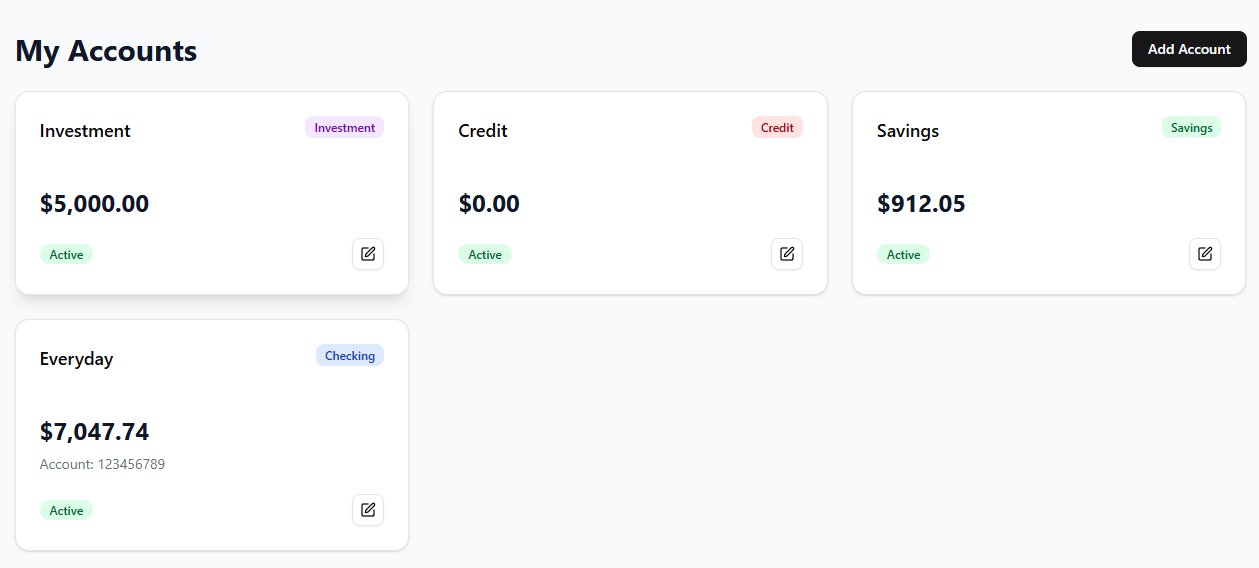 My Accounts
Add Account
Investment
Investment
$5,000.00
Active
Credit
Credit
$0.00
Active
Savings
Savings
$912.05
Active
Everyday
Checking
$7,047.74
Account: 123456789
Active